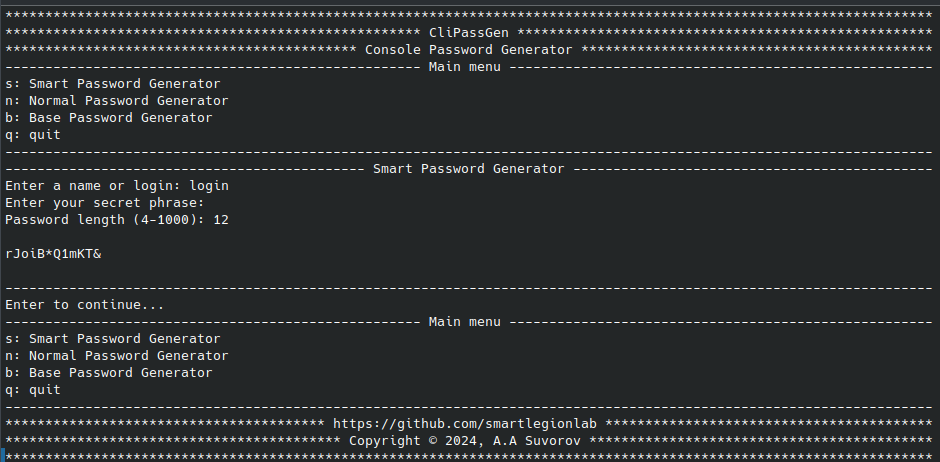 ********************************************************************************************************************
**************************************************** CliPassGen ****************************************************
******************************************** Console Password Generator ********************************************
---------------------------------------------------- Main menu -----------------------------------------------------
s: Smart Password Generator
n: Normal Password Generator
b: Base Password Generator
q: quit
--------------------------------------------------------------------------------------------------------------------
--------------------------------------------- Smart Password Generator ---------------------------------------------
Enter a name or login: login
Enter your secret phrase:
Password length (4-1000): 12
rJoiB*Q1mKT&
--------------------------------------------------------------------------------------------------------------------
Enter to continue...
---------------------------------------------------- Main menu -----------------------------------------------------
s: Smart Password Generator
n: Normal Password Generator
b: Base Password Generator
q: quit
--------------------------------------------------------------------------------------------------------------------
**************************************** https://github.com/smartlegionlab *****************************************
****************************************** Copyright © 2024, A.A Suvorov *******************************************
********************************************************************************************************************